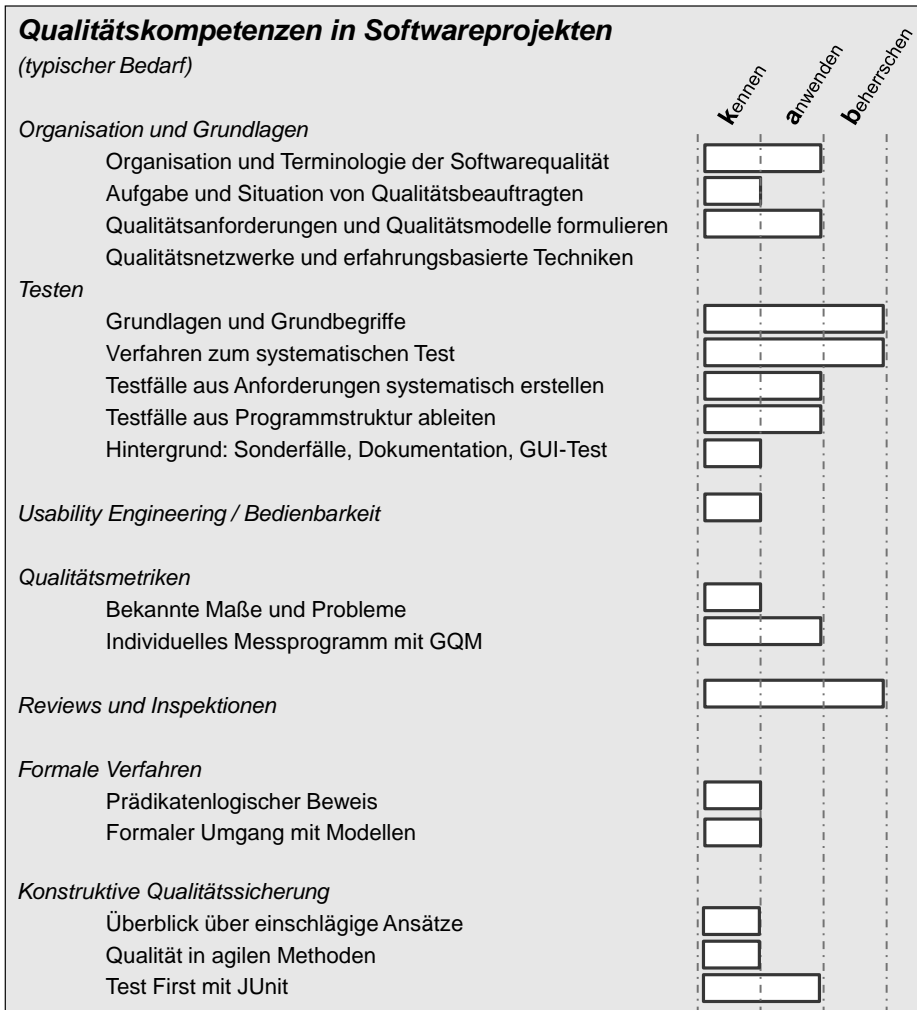 Qualitätskompetenzen in Softwareprojekten
(typischer Bedarf)
kennen
anwenden
beherrschen
Organisation und Grundlagen
Organisation und Terminologie der Softwarequalität
Aufgabe und Situation von Qualitätsbeauftragten
Qualitätsanforderungen und Qualitätsmodelle formulieren
Qualitätsnetzwerke und erfahrungsbasierte Techniken
Testen
Grundlagen und Grundbegriffe
Verfahren zum systematischen Test
Testfälle aus Anforderungen systematisch erstellen
Testfälle aus Programmstruktur ableiten
Hintergrund: Sonderfälle, Dokumentation, GUI-Test
Usability Engineering / Bedienbarkeit
Qualitätsmetriken
Bekannte Maße und Probleme
Individuelles Messprogramm mit GQM
Reviews und Inspektionen
Formale Verfahren
Prädikatenlogischer Beweis
Formaler Umgang mit Modellen
Konstruktive Qualitätssicherung
Überblick über einschlägige Ansätze
Qualität in agilen Methoden
Test First mit JUnit